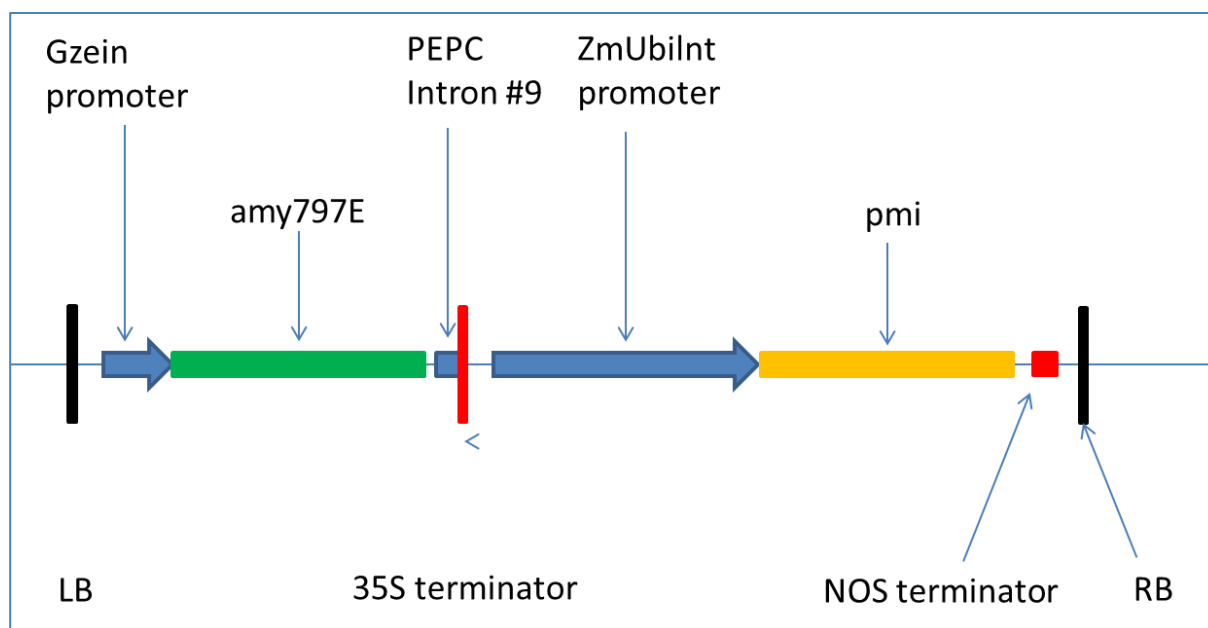 Gzein
promoter
PEPC
Intron #9
ZmUbiInt
promoter
amy797E
pmi
<
LB
35S terminator
NOS terminator
RB